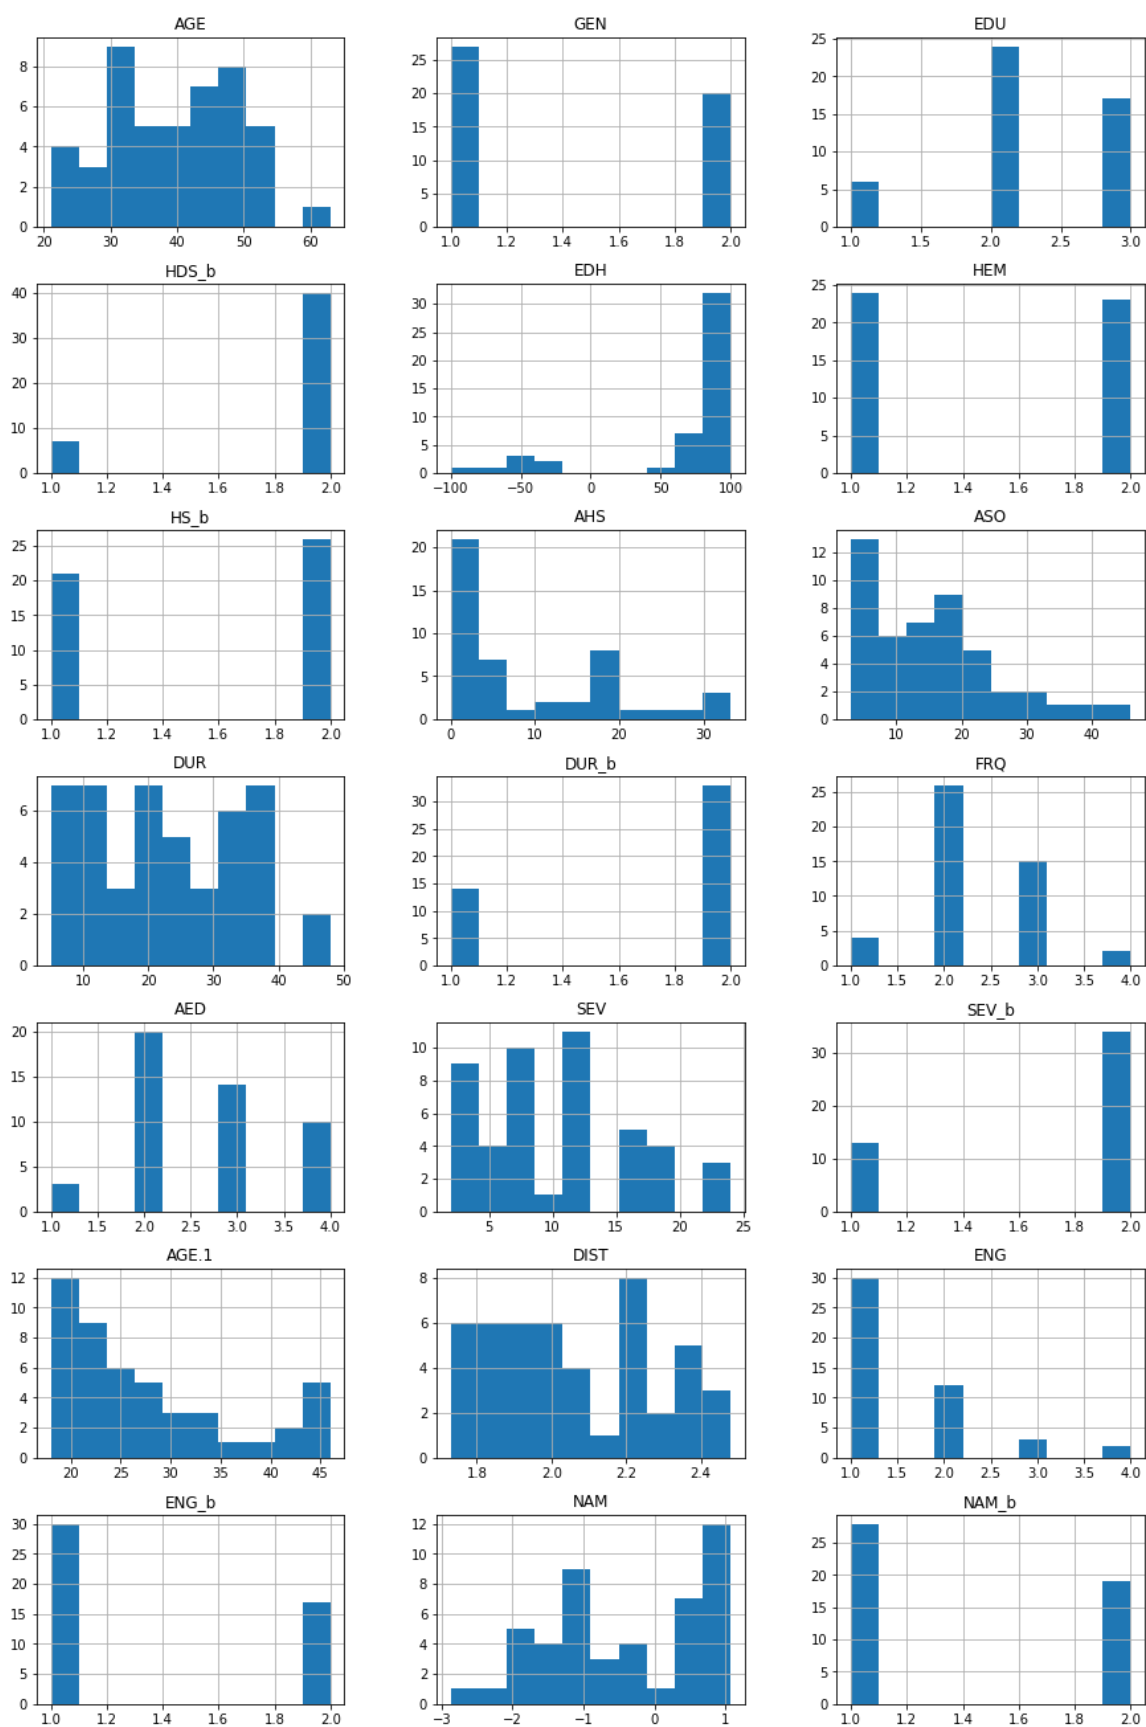 AGE GEN EDU
8 6 4 2 0
20 30 40 50 60
25 20 15 10 5 0
1.0 1.2 1.4 1.6 1.8 2.0
25 20 15 10 5 0
1.0 1.5 2.0 2.5 3.0
HDS_b EDH HEM
40 30 20 10 0
1.0 1.2 1.4 1.6 1.8 2.0
30 25 20 15 10 5 0
−100 −50 0 50 100
25 20 15 10 5 0
1.0 1.2 1.4 1.6 1.8 2.0
HS_b AHS ASO
25 20 15 10 5 0
1.0 1.2 1.4 1.6 1.8 2.0
20 15 10 5 0
0 10 20 30
12 10 8 6 4 2 0
10 20 30 40
DUR DUR_b FRQ
6 4 2 0
10 20 30 40 50
30 25 20 15 10 5 0
1.0 1.2 1.4 1.6 1.8 2.0
25 20 15 10 5 0
1.0 1.5 2.0 2.5 3.0 3.5 4.0
AED SEV SEV_b
20 15 10 5 0
1.0 1.5 2.0 2.5 3.0 3.5 4.0
10 8 6 4 2 0
5 10 15 20 25
30 20 10 0
1.0 1.2 1.4 1.6 1.8 2.0
AGE.1 DIST ENG
12 10 8 6 4 2 0
20 25 30 35 40 45
8 6 4 2 0
1.8 2.0 2.2 2.4
30 25 20 15 10 5 0
1.0 1.5 2.0 2.5 3.0 3.5 4.0
ENG_b NAM NAM_b
30 25 20 15 10 5 0
1.0 1.2 1.4 1.6 1.8 2.0
12 10 8 6 4 2 0
−3 −2 −1 0 1
25 20 15 10 5 0
1.0 1.2 1.4 1.6 1.8 2.0